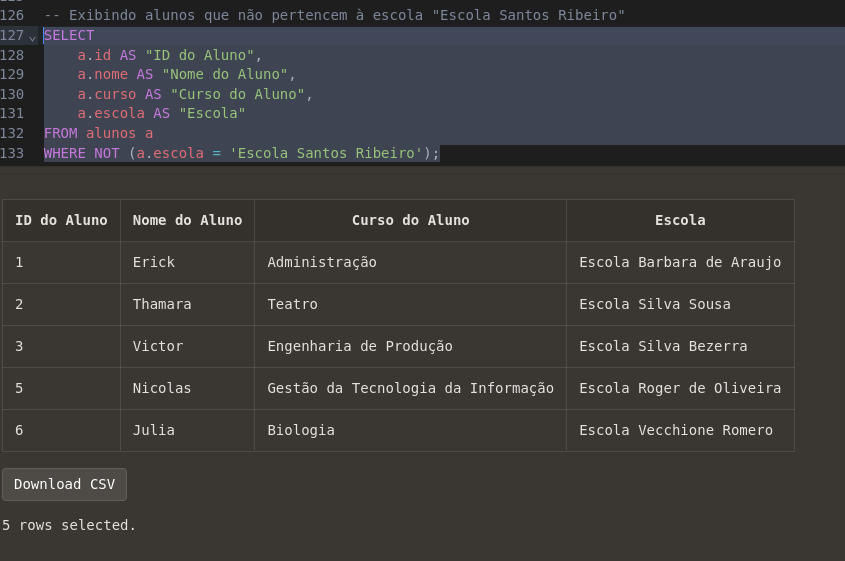 126 -- Exibindo alunos que não pertencem à escola "Escola Santos Ribeiro"
127 SELECT
128 a.id AS "ID do Aluno",
129 a.nome AS "Nome do Aluno",
130 a.curso AS "Curso do Aluno",
131 a.escola AS "Escola"
132 FROM alunos a
133 WHERE NOT (a.escola = 'Escola Santos Ribeiro');
ID do Aluno Nome do Aluno Curso do Aluno Escola
1 Erick Administração Escola Barbara de Araujo
2 Thamara Teatro Escola Silva Sousa
3 Victor Engenharia de Produção Escola Silva Bezerra
5 Nicolas Gestão da Tecnologia da Informação Escola Roger de Oliveira
6 Julia Biologia Escola Vecchione Romero
Download CSV
5 rows selected.